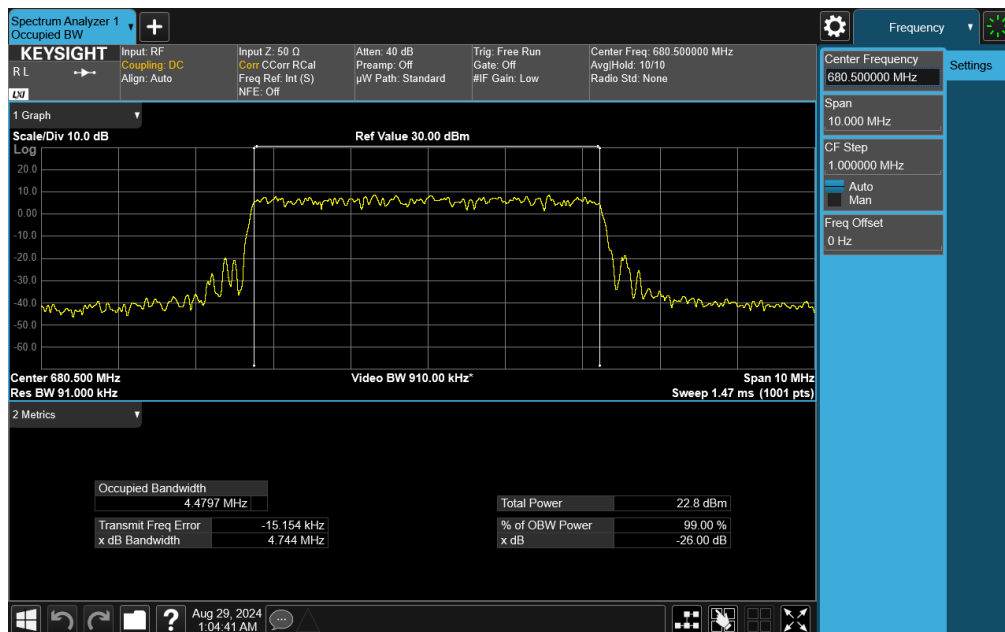 Spectrum Analyzer 1
Occupied BW
Frequency
KEYSIGHT
R L
LXI
Input: RF
Coupling: DC
Align: Auto
Input Z: 50 Ω
Corr CCorr RCal
Freq Ref: Int (S)
NFE: Off
Atten: 40 dB
Preamp: Off
µW Path: Standard
Trig: Free Run
Gate: Off
#IF Gain: Low
Center Freq: 680.500000 MHz
Avg|Hold: 10/10
Radio Std: None
Center Frequency
680.500000 MHz
Settings
Span
10.000 MHz
CF Step
1.000000 MHz
Auto
Man
Freq Offset
0 Hz
1 Graph
Scale/Div 10.0 dB
Ref Value 30.00 dBm
Log
20.0
10.0
0.00
-10.0
-20.0
-30.0
-40.0
-50.0
-60.0
Center 680.500 MHz
Video BW 910.00 kHz*
Span 10 MHz
Res BW 91.000 kHz
Sweep 1.47 ms (1001 pts)
2 Metrics
Occupied Bandwidth
4.4797 MHz
Total Power 22.8 dBm
Transmit Freq Error -15.154 kHz
% of OBW Power 99.00 %
x dB Bandwidth 4.744 MHz
x dB -26.00 dB
?
Aug 29, 2024
1:04:41 AM